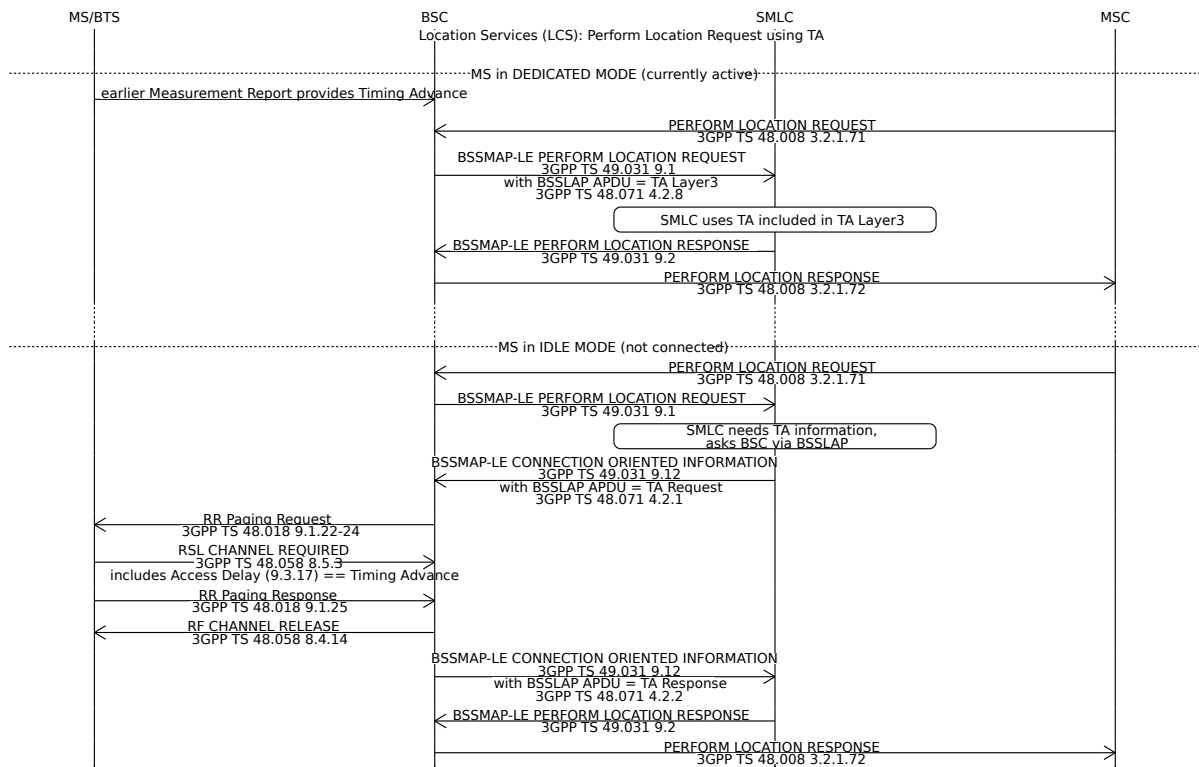 MS/BTS BSC SMLC MSC
Location Services (LCS): Perform Location Request using TA
MS in DEDICATED MODE (currently active)
earlier Measurement Report provides Timing Advance
PERFORM LOCATION REQUEST
3GPP TS 48.008 3.2.1.71
BSSMAP-LE PERFORM LOCATION REQUEST
3GPP TS 49.031 9.1
with BSSLAP APDU = TA Layer3
3GPP TS 48.071 4.2.8
SMLC uses TA included in TA Layer3
BSSMAP-LE PERFORM LOCATION RESPONSE
3GPP TS 49.031 9.2
PERFORM LOCATION RESPONSE
3GPP TS 48.008 3.2.1.72
MS in IDLE MODE (not connected)
PERFORM LOCATION REQUEST
3GPP TS 48.008 3.2.1.71
BSSMAP-LE PERFORM LOCATION REQUEST
3GPP TS 49.031 9.1
SMLC needs TA information,
asks BSC via BSSLAP
BSSMAP-LE CONNECTION ORIENTED INFORMATION
3GPP TS 49.031 9.12
with BSSLAP APDU = TA Request
3GPP TS 48.071 4.2.1
RR Paging Request
3GPP TS 48.018 9.1.22-24
RSL CHANNEL REQUIRED
3GPP TS 48.058 8.5.3
includes Access Delay (9.3.17) == Timing Advance
RR Paging Response
3GPP TS 48.018 9.1.25
RF CHANNEL RELEASE
3GPP TS 48.058 8.4.14
BSSMAP-LE CONNECTION ORIENTED INFORMATION
3GPP TS 49.031 9.12
with BSSLAP APDU = TA Response
3GPP TS 48.071 4.2.2
BSSMAP-LE PERFORM LOCATION RESPONSE
3GPP TS 49.031 9.2
PERFORM LOCATION RESPONSE
3GPP TS 48.008 3.2.1.72